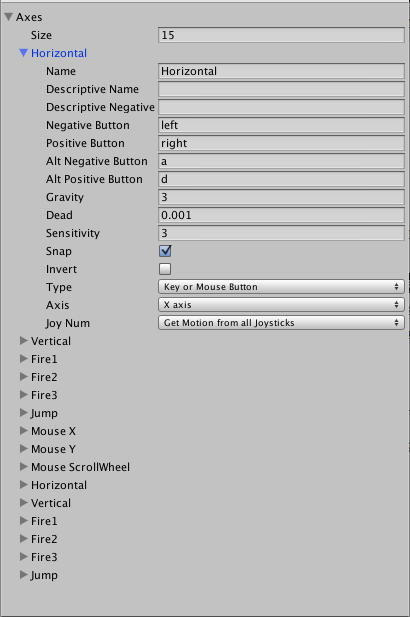 Axes
Size 15
Horizontal
Name Horizontal
Descriptive Name
Descriptive Negative
Negative Button left
Positive Button right
Alt Negative Button a
Alt Positive Button d
Gravity 3
Dead 0.001
Sensitivity 3
Snap
Invert
Type Key or Mouse Button
Axis X axis
Joy Num Get Motion from all Joysticks
Vertical
Fire1
Fire2
Fire3
Jump
Mouse X
Mouse Y
Mouse ScrollWheel
Horizontal
Vertical
Fire1
Fire2
Fire3
Jump